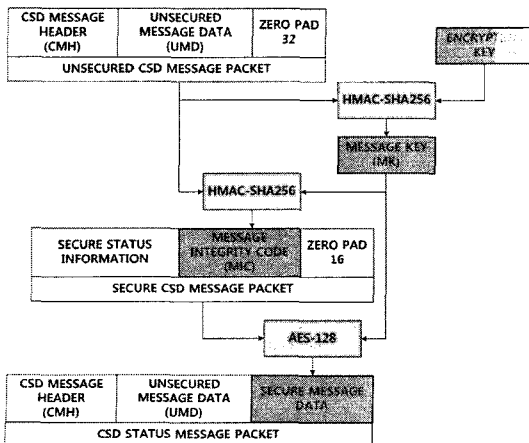 CSD MESSAGE
HEADER
(CMH)
UNSECURED
MESSAGE DATA
(UMD)
ZERO PAD
32
UNSECURED CSD MESSAGE PACKET
KEY
HMAC-SHA256
MESSAGE KEY
(MK)
HMAC-SHA256
SECURE STATUS
INFORMATION
MESSAGE
INTEGRITY CODE
(MIC)
ZERO PAD
16
SECURE CSD MESSAGE PACKET
AES-128
CSD MESSAGE
HEADER
(CMH)
UNSECURED
MESSAGE DATA
(UMD)
SECURE MESSAGE
DATA
CSD STATUS MESSAGE PACKET